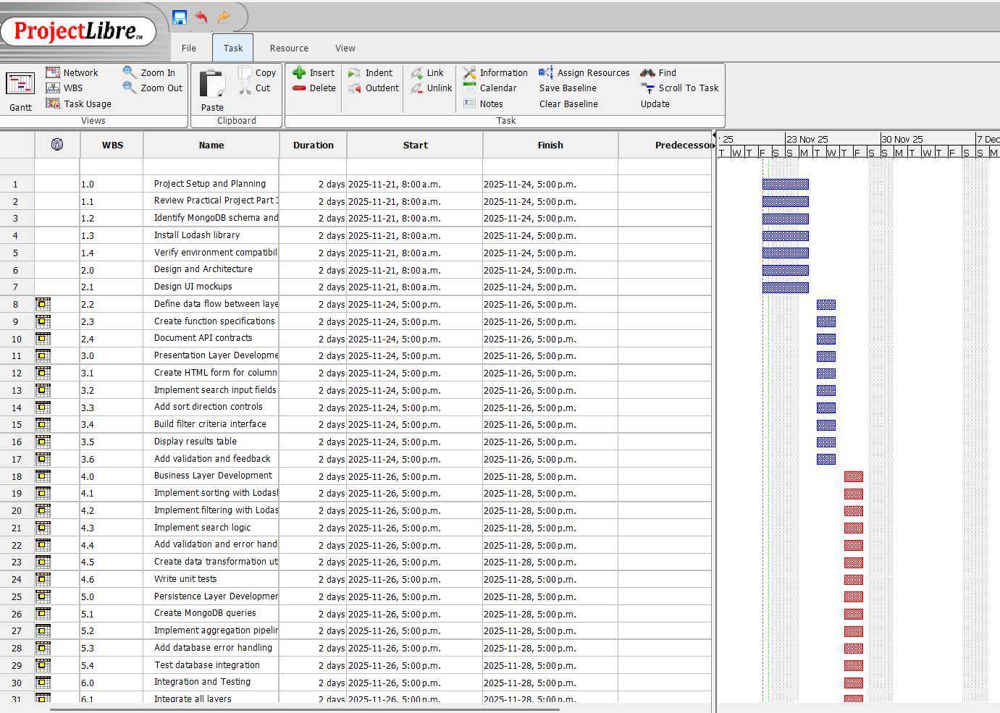 ProjectLibre™
File Task Resource View
Network Zoom In Copy Insert Indent Link Information Assign Resources Find
WBS Zoom Out Cut Delete Outdent Unlink Calendar Save Baseline Scroll To Task
Gantt Task Usage Paste Notes Clear Baseline Update
Views Clipboard Task
WBS Name Duration Start Finish Predecesso
25 23 Nov 25 30 Nov 25 7 Dec
T W T F S S M T W T F S S M T W T F S S M
1 1.0 Project Setup and Planning 2 days 2025-11-21, 8:00 a.m. 2025-11-24, 5:00 p.m.
2 1.1 Review Practical Project Part 3 2 days 2025-11-21, 8:00 a.m. 2025-11-24, 5:00 p.m.
3 1.2 Identify MongoDB schema and 2 days 2025-11-21, 8:00 a.m. 2025-11-24, 5:00 p.m.
4 1.3 Install Lodash library 2 days 2025-11-21, 8:00 a.m. 2025-11-24, 5:00 p.m.
5 1.4 Verify environment compatibil 2 days 2025-11-21, 8:00 a.m. 2025-11-24, 5:00 p.m.
6 2.0 Design and Architecture 2 days 2025-11-21, 8:00 a.m. 2025-11-24, 5:00 p.m.
7 2.1 Design UI mockups 2 days 2025-11-21, 8:00 a.m. 2025-11-24, 5:00 p.m.
8 2.2 Define data flow between laye 2 days 2025-11-24, 5:00 p.m. 2025-11-26, 5:00 p.m.
9 2.3 Create function specifications 2 days 2025-11-24, 5:00 p.m. 2025-11-26, 5:00 p.m.
10 2.4 Document API contracts 2 days 2025-11-24, 5:00 p.m. 2025-11-26, 5:00 p.m.
11 3.0 Presentation Layer Developme 2 days 2025-11-24, 5:00 p.m. 2025-11-26, 5:00 p.m.
12 3.1 Create HTML form for column 2 days 2025-11-24, 5:00 p.m. 2025-11-26, 5:00 p.m.
13 3.2 Implement search input fields 2 days 2025-11-24, 5:00 p.m. 2025-11-26, 5:00 p.m.
14 3.3 Add sort direction controls 2 days 2025-11-24, 5:00 p.m. 2025-11-26, 5:00 p.m.
15 3.4 Build filter criteria interface 2 days 2025-11-24, 5:00 p.m. 2025-11-26, 5:00 p.m.
16 3.5 Display results table 2 days 2025-11-24, 5:00 p.m. 2025-11-26, 5:00 p.m.
17 3.6 Add validation and feedback 2 days 2025-11-24, 5:00 p.m. 2025-11-26, 5:00 p.m.
18 4.0 Business Layer Development 2 days 2025-11-26, 5:00 p.m. 2025-11-28, 5:00 p.m.
19 4.1 Implement sorting with Lodash 2 days 2025-11-26, 5:00 p.m. 2025-11-28, 5:00 p.m.
20 4.2 Implement filtering with Lodas 2 days 2025-11-26, 5:00 p.m. 2025-11-28, 5:00 p.m.
21 4.3 Implement search logic 2 days 2025-11-26, 5:00 p.m. 2025-11-28, 5:00 p.m.
22 4.4 Add validation and error handl 2 days 2025-11-26, 5:00 p.m. 2025-11-28, 5:00 p.m.
23 4.5 Create data transformation ut 2 days 2025-11-26, 5:00 p.m. 2025-11-28, 5:00 p.m.
24 4.6 Write unit tests 2 days 2025-11-26, 5:00 p.m. 2025-11-28, 5:00 p.m.
25 5.0 Persistence Layer Developmer 2 days 2025-11-26, 5:00 p.m. 2025-11-28, 5:00 p.m.
26 5.1 Create MongoDB queries 2 days 2025-11-26, 5:00 p.m. 2025-11-28, 5:00 p.m.
27 5.2 Implement aggregation pipelin 2 days 2025-11-26, 5:00 p.m. 2025-11-28, 5:00 p.m.
28 5.3 Add database error handling 2 days 2025-11-26, 5:00 p.m. 2025-11-28, 5:00 p.m.
29 5.4 Test database integration 2 days 2025-11-26, 5:00 p.m. 2025-11-28, 5:00 p.m.
30 6.0 Integration and Testing 2 days 2025-11-26, 5:00 p.m. 2025-11-28, 5:00 p.m.
31 6.1 Integrate all layers 2 days 2025-11-26, 5:00 p.m. 2025-11-28, 5:00 p.m.